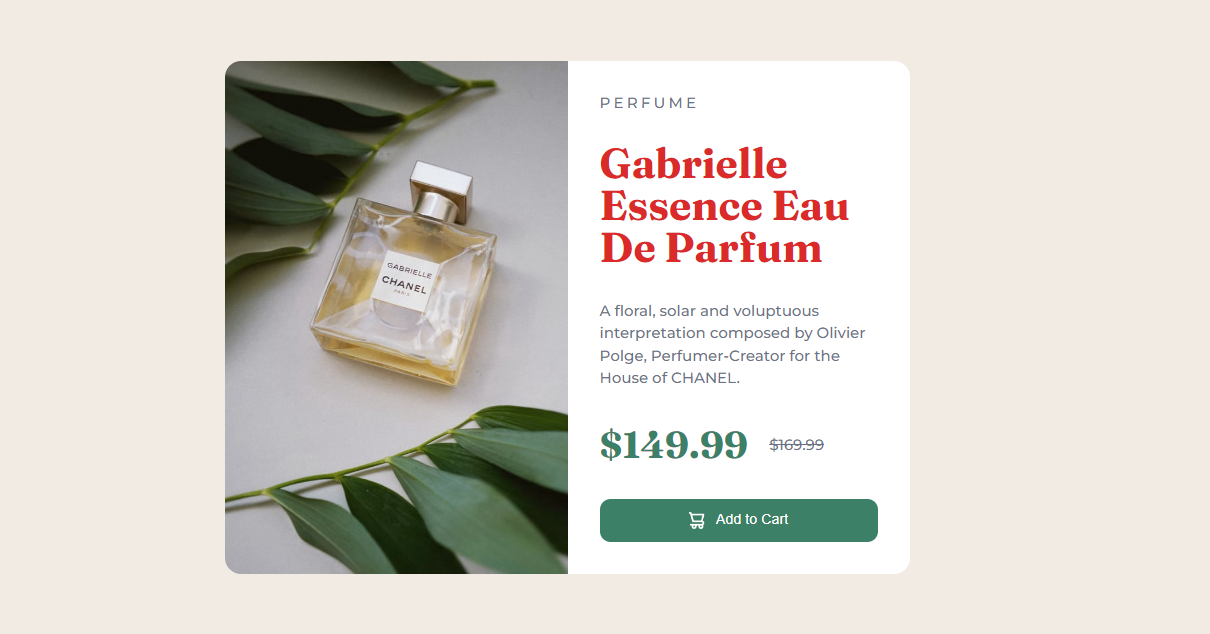 GABRIELLE
CHANEL
PARIS
PERFUME
Gabrielle
Essence Eau
De Parfum
A floral, solar and voluptuous
interpretation composed by Olivier
Polge, Perfumer-Creator for the
House of CHANEL.
$149.99 $169.99
Add to Cart